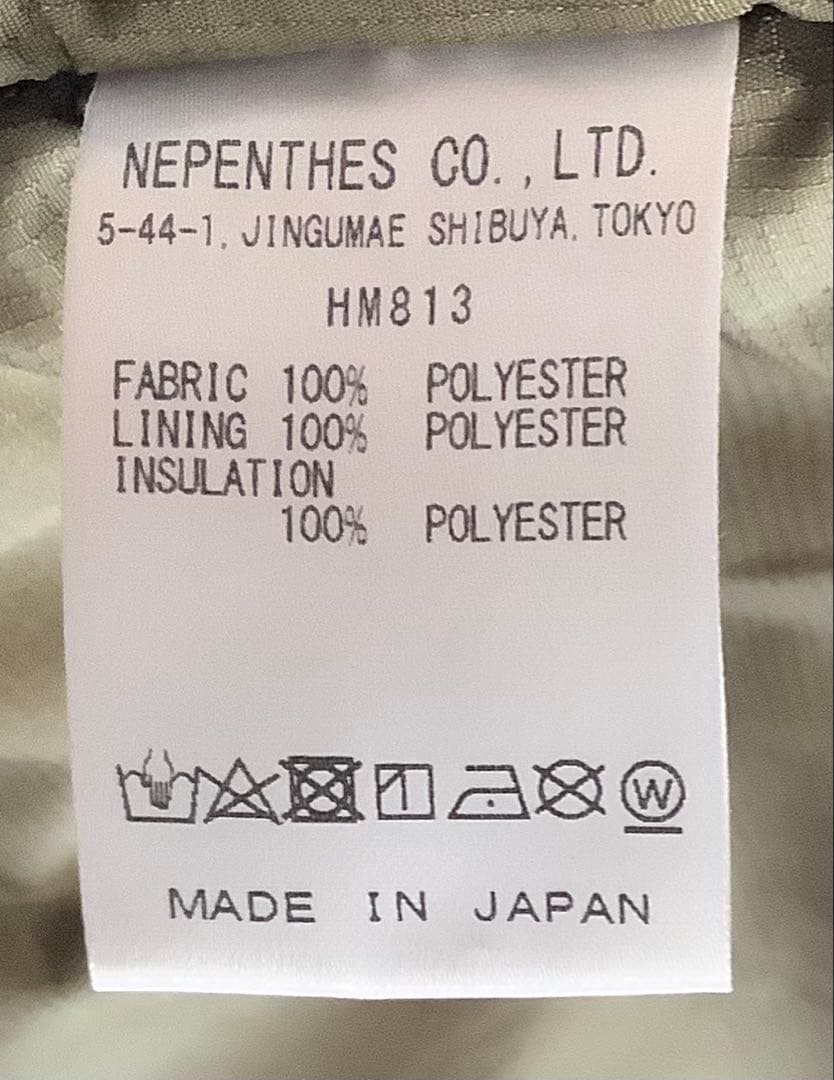 NEPENTHES CO., LTD.
5-44-1, JINGUMAE SHIBUYA, TOKYO
HM813
FABRIC 100% POLYESTER
LINING 100% POLYESTER
INSULATION
100% POLYESTER
W
MADE IN JAPAN